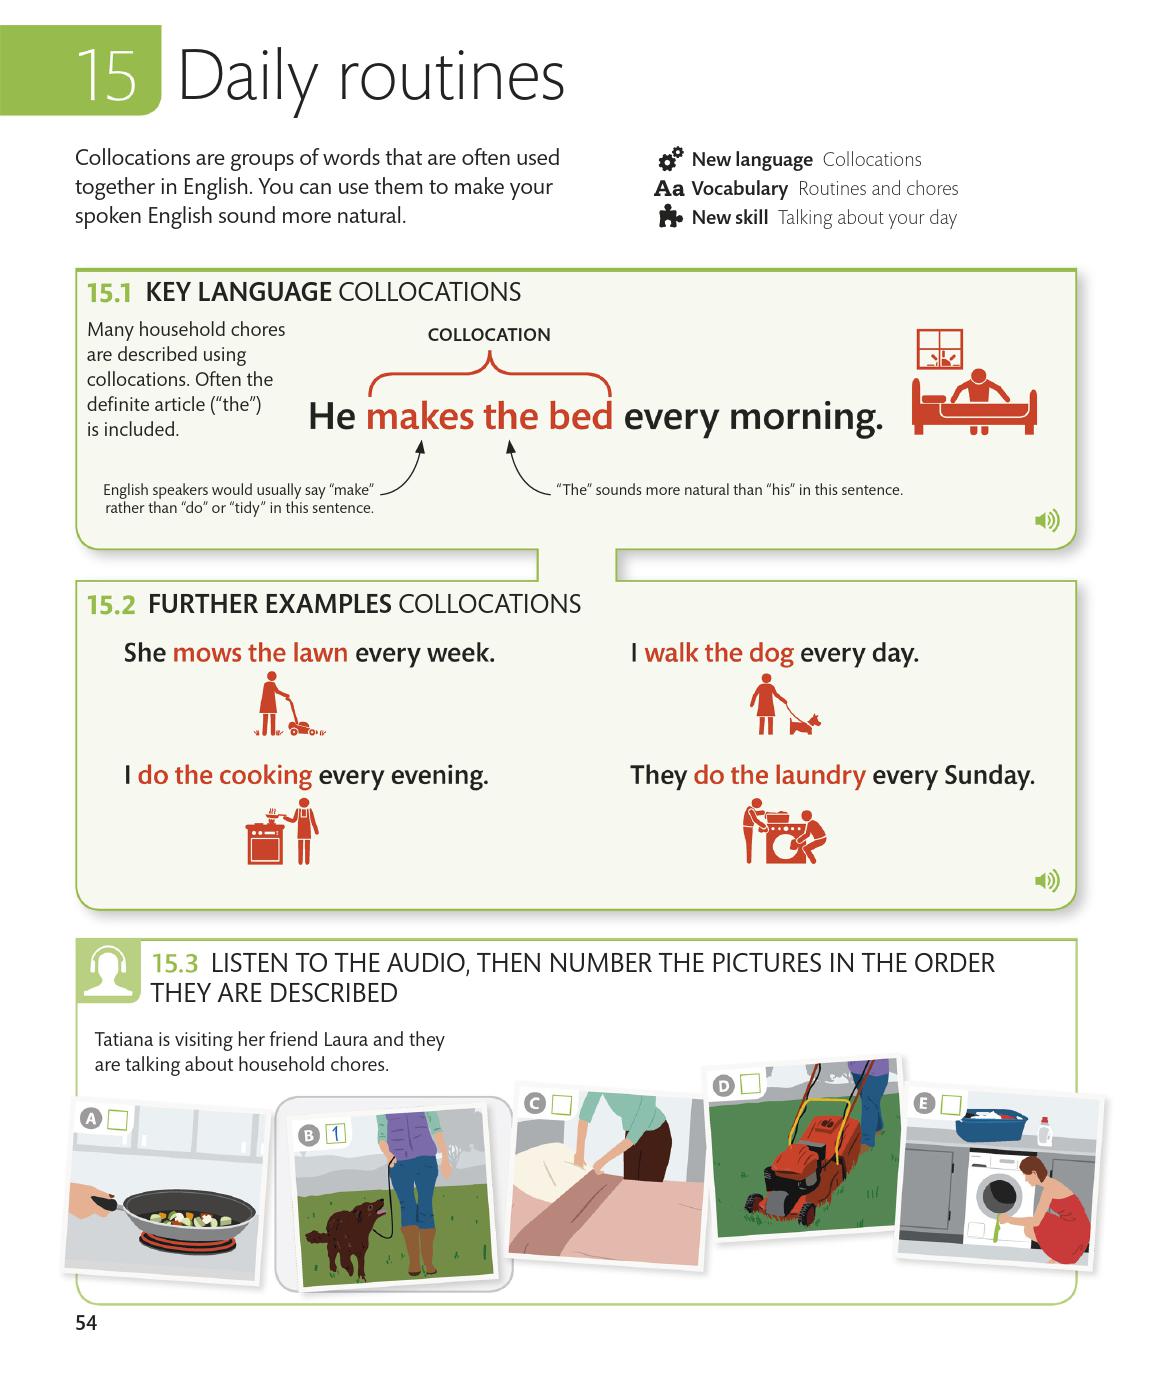 15 Daily routines
Collocations are groups of words that are often used
together in English. You can use them to make your
spoken English sound more natural.
New language Collocations
Aa Vocabulary Routines and chores
New skill Talking about your day
15.1 KEY LANGUAGE COLLOCATIONS
Many household chores
are described using
collocations. Often the
definite article (“the”)
is included.
COLLOCATION
He makes the bed every morning.
English speakers would usually say “make”
rather than “do” or “tidy” in this sentence.
“The” sounds more natural than “his” in this sentence.
15.2 FURTHER EXAMPLES COLLOCATIONS
She mows the lawn every week.
I walk the dog every day.
I do the cooking every evening.
They do the laundry every Sunday.
15.3 LISTEN TO THE AUDIO, THEN NUMBER THE PICTURES IN THE ORDER
THEY ARE DESCRIBED
Tatiana is visiting her friend Laura and they
are talking about household chores.
A
B 1
C
D
E
54